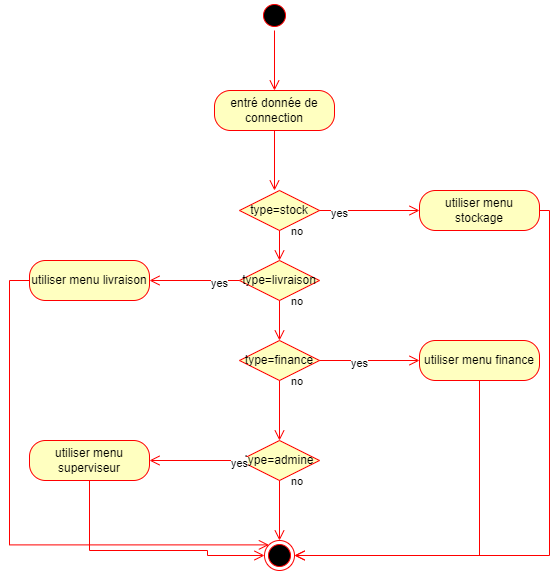 entré donnée de
connection
type=stock
yes
utiliser menu
stockage
no
utiliser menu livraison
yes
type=livraison
no
type=finance
yes
utiliser menu finance
no
utiliser menu
superviseur
yes
type=admine
no